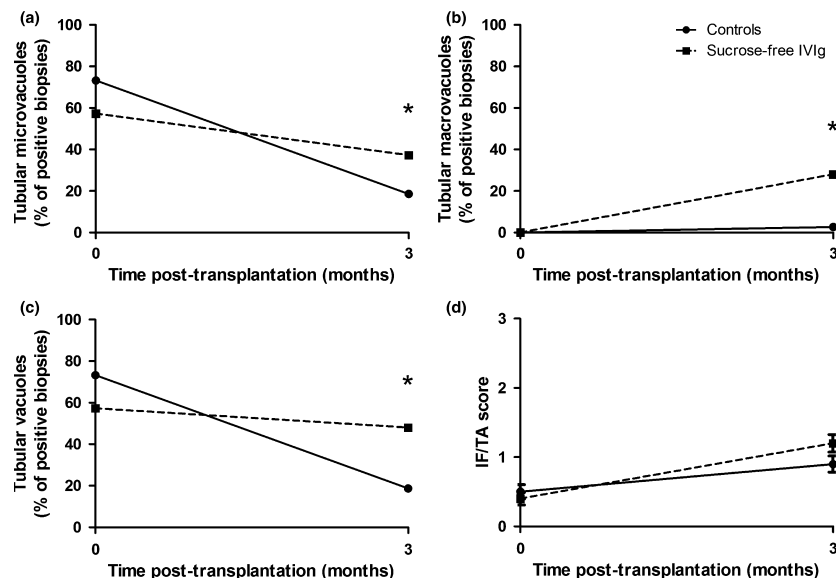 (a)
100
80
60
40
20
0
*
0
3
Tubular microvacuoles
(% of positive biopsies)
Time post-transplantation (months)
(b)
Controls
Sucrose-free IVIg
100
80
60
40
20
0
*
0
3
Tubular macrovacuoles
(% of positive biopsies)
Time post-transplantation (months)
(c)
100
80
60
40
20
0
*
0
3
Tubular vacuoles
(% of positive biopsies)
Time post-transplantation (months)
(d)
3
2
1
0
0
3
IF/TA score
Time post-transplantation (months)